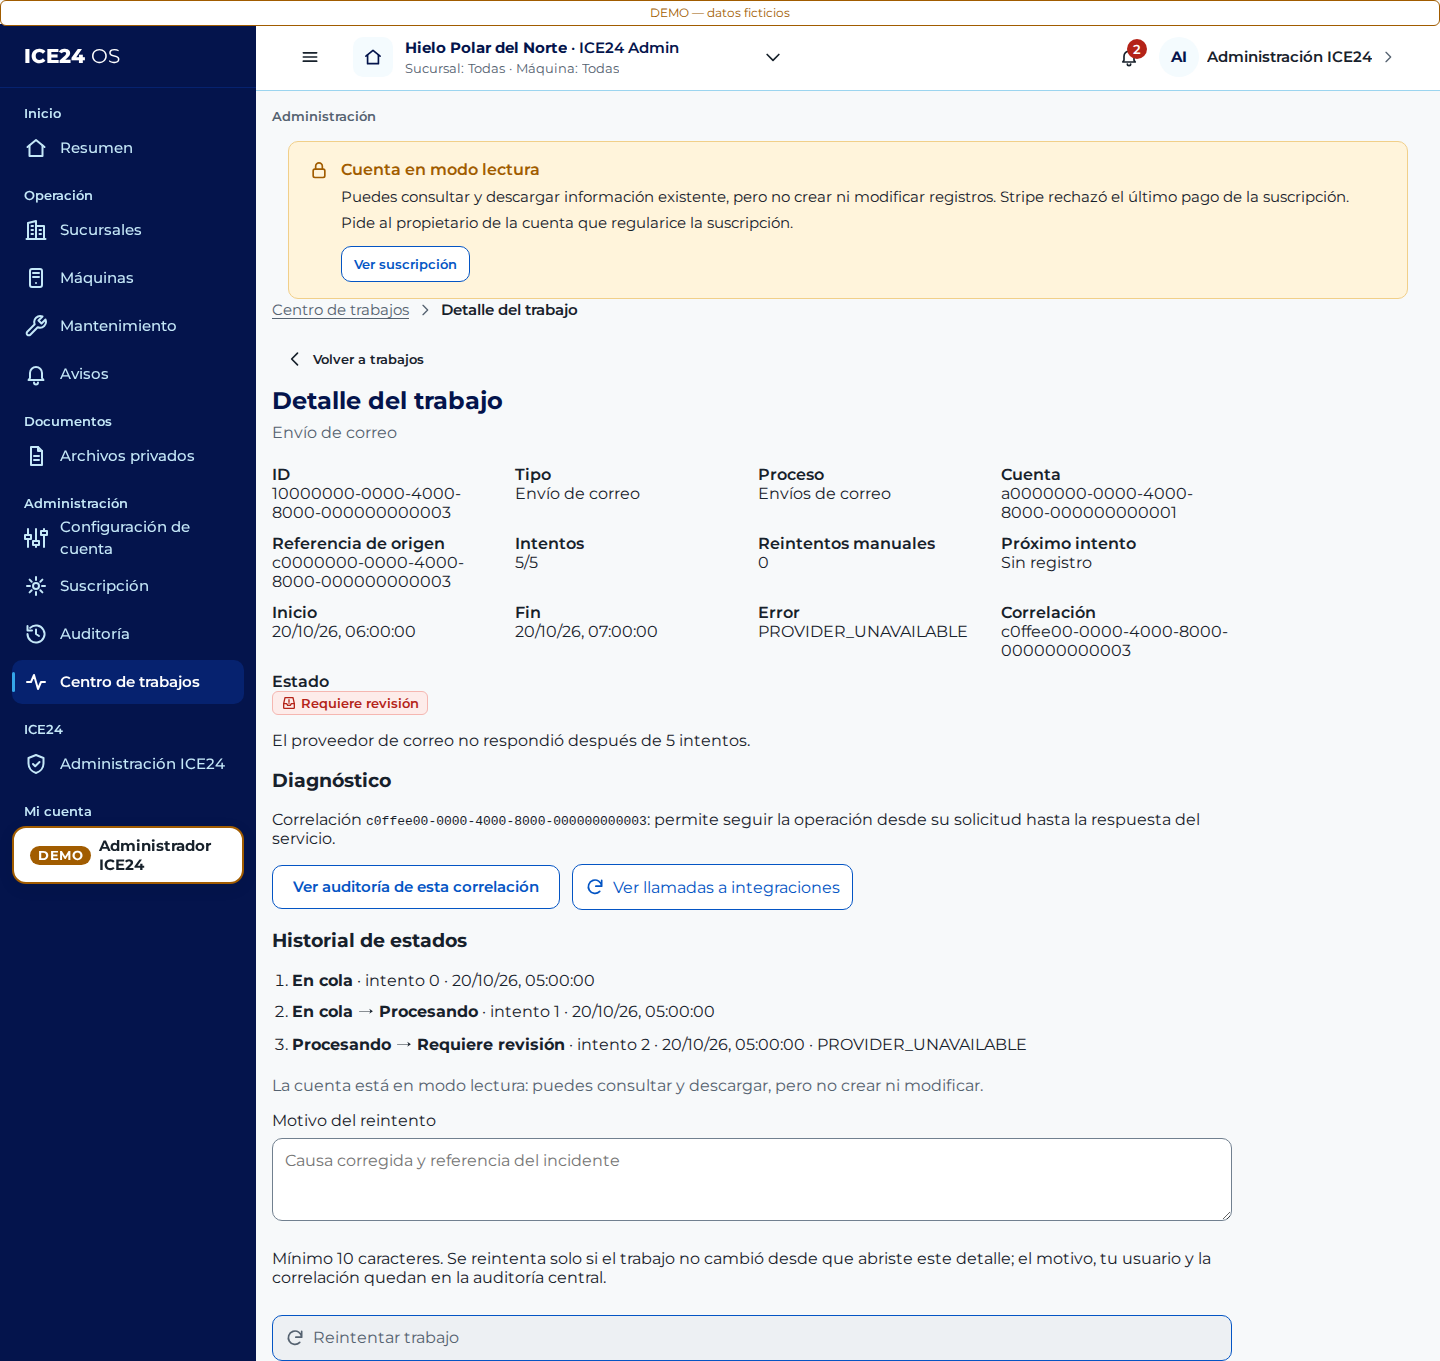 DEMO — datos ficticios
ICE24 OS
Inicio
Resumen
Operación
Sucursales
Máquinas
Mantenimiento
Avisos
Documentos
Archivos privados
Administración
Configuración de
cuenta
Suscripción
Auditoría
Centro de trabajos
ICE24
Administración ICE24
Mi cuenta
DEMO Administrador
ICE24
Hielo Polar del Norte · ICE24 Admin
Sucursal: Todas · Máquina: Todas
2
AI Administración ICE24
Administración
Cuenta en modo lectura
Puedes consultar y descargar información existente, pero no crear ni modificar registros. Stripe rechazó el último pago de la suscripción.
Pide al propietario de la cuenta que regularice la suscripción.
Ver suscripción
Centro de trabajos > Detalle del trabajo
Volver a trabajos
Detalle del trabajo
Envío de correo
ID
10000000-0000-4000-
8000-000000000003
Tipo
Envío de correo
Proceso
Envíos de correo
Cuenta
a0000000-0000-4000-
8000-000000000001
Referencia de origen
c0000000-0000-4000-
8000-000000000003
Intentos
5/5
Reintentos manuales
0
Próximo intento
Sin registro
Inicio
20/10/26, 06:00:00
Fin
20/10/26, 07:00:00
Error
PROVIDER_UNAVAILABLE
Correlación
c0ffee00-0000-4000-8000-
000000000003
Estado
Requiere revisión
El proveedor de correo no respondió después de 5 intentos.
Diagnóstico
Correlación c0ffee00-0000-4000-8000-000000000003: permite seguir la operación desde su solicitud hasta la respuesta del
servicio.
Ver auditoría de esta correlación
Ver llamadas a integraciones
Historial de estados
1. En cola · intento 0 · 20/10/26, 05:00:00
2. En cola → Procesando · intento 1 · 20/10/26, 05:00:00
3. Procesando → Requiere revisión · intento 2 · 20/10/26, 05:00:00 · PROVIDER_UNAVAILABLE
La cuenta está en modo lectura: puedes consultar y descargar, pero no crear ni modificar.
Motivo del reintento
Causa corregida y referencia del incidente
Mínimo 10 caracteres. Se reintenta solo si el trabajo no cambió desde que abriste este detalle; el motivo, tu usuario y la
correlación quedan en la auditoría central.
Reintentar trabajo